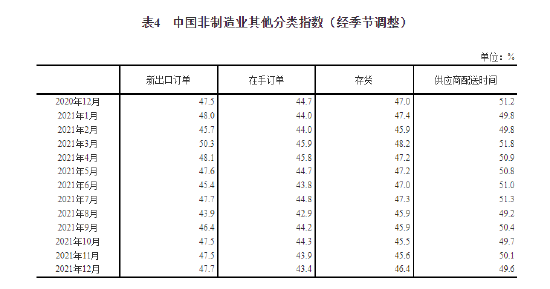 表4 中国非制造业其他分类指数（经季节调整）
单位：%
新出口订单 在手订单 存货 供应商配送时间
2020年12月 47.5 44.7 47.0 51.2
2021年1月 48.0 44.0 47.4 49.8
2021年2月 45.7 44.0 45.9 49.8
2021年3月 50.3 45.9 48.2 51.8
2021年4月 48.1 45.8 47.2 50.9
2021年5月 47.6 44.7 47.2 50.8
2021年6月 45.4 43.8 47.0 51.0
2021年7月 47.7 44.8 47.3 51.3
2021年8月 43.9 42.9 45.9 49.2
2021年9月 46.4 44.2 45.9 50.4
2021年10月 47.5 44.3 45.5 49.7
2021年11月 47.5 43.9 45.6 50.1
2021年12月 47.7 43.4 46.4 49.6